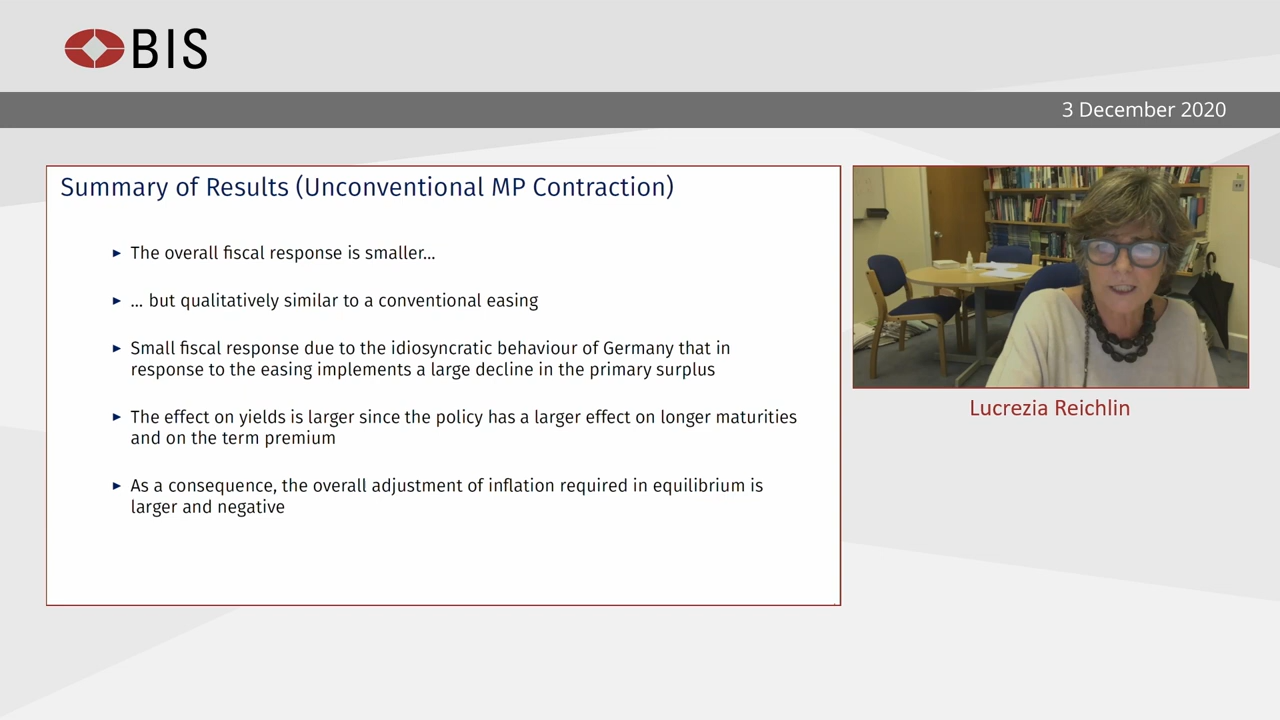 BIS
3 December 2020
Summary of Results (Unconventional MP Contraction)
► The overall fiscal response is smaller...
► ... but qualitatively similar to a conventional easing
► Small fiscal response due to the idiosyncratic behaviour of Germany that in
response to the easing implements a large decline in the primary surplus
► The effect on yields is larger since the policy has a larger effect on longer maturities
and on the term premium
► As a consequence, the overall adjustment of inflation required in equilibrium is
larger and negative
Lucrezia Reichlin